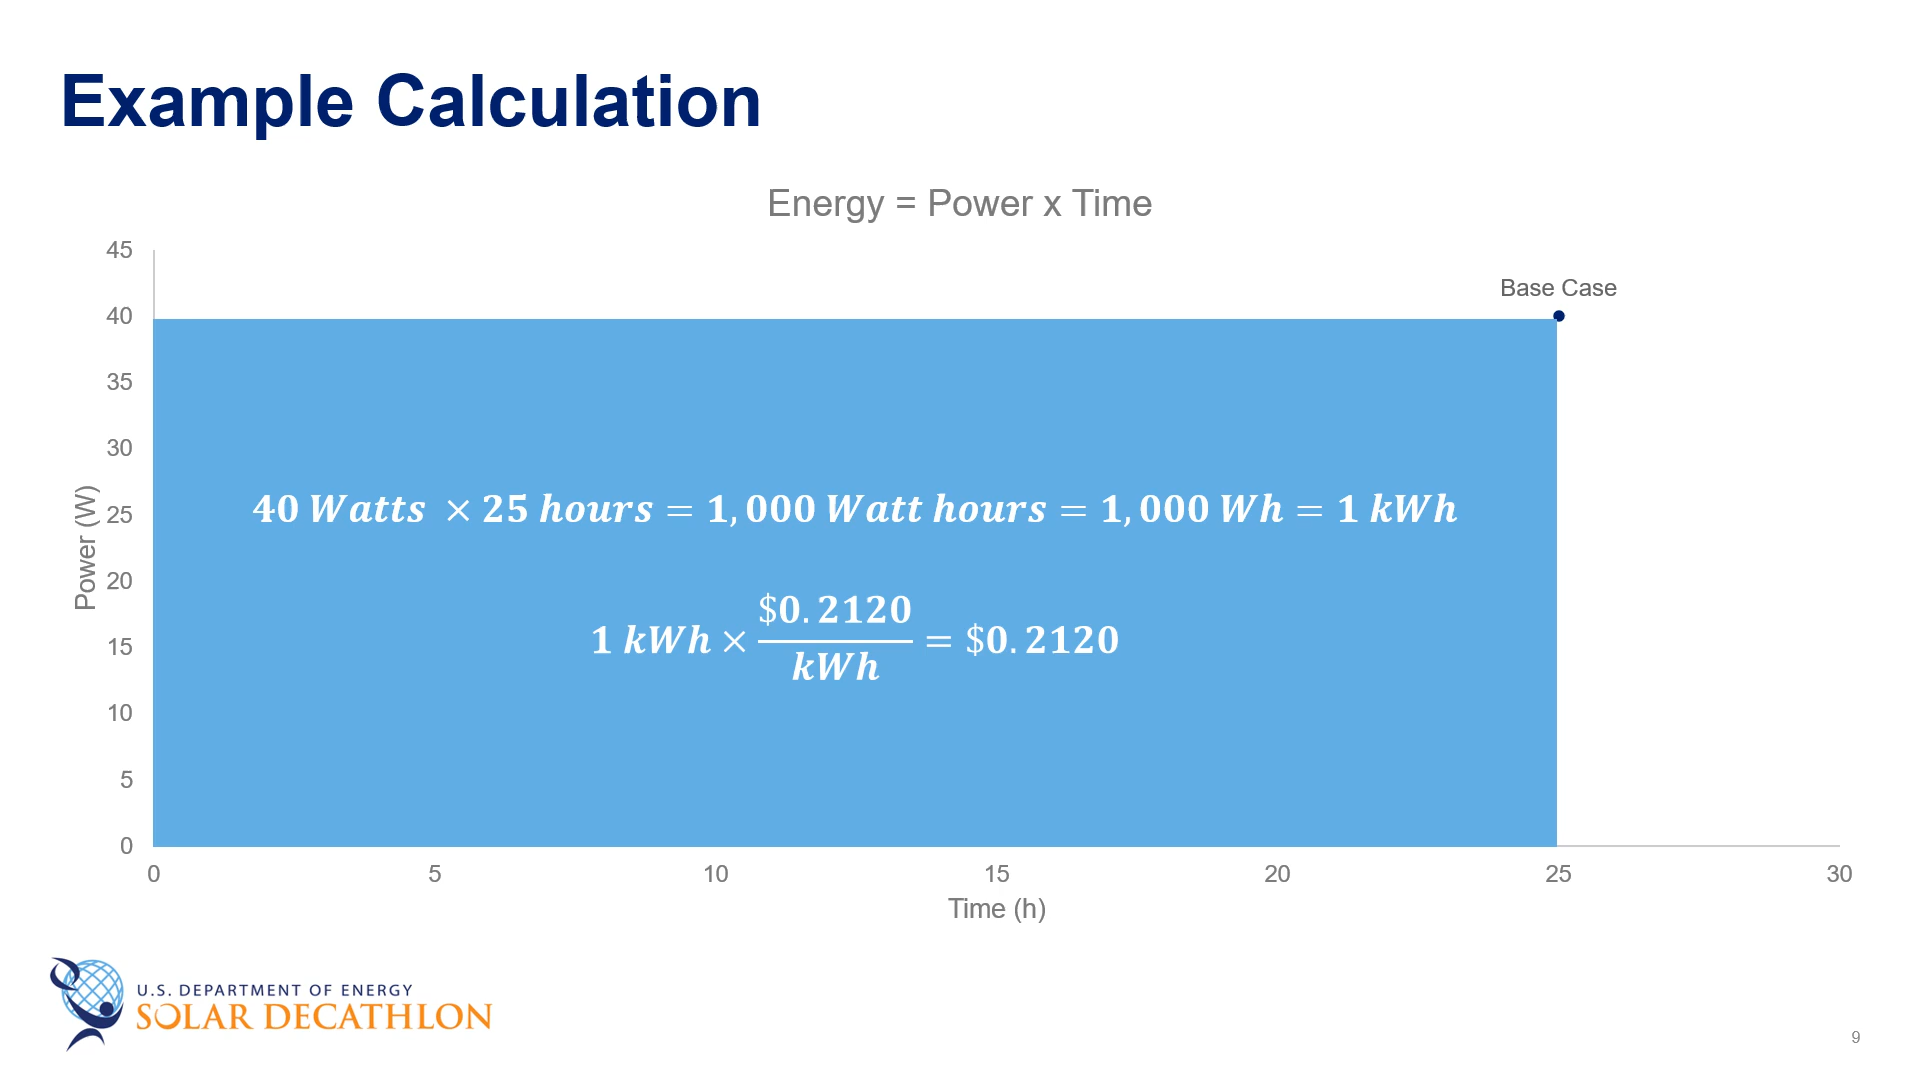 Example Calculation
Energy = Power x Time
45
40
35
30
25
20
15
10
5
0
Power (W)
Base Case
40 Watts × 25 hours = 1,000 Watt hours = 1,000 Wh = 1 kWh
1 kWh × $0.2120 / kWh = $0.2120
0 5 10 15 20 25 30
Time (h)
U.S. DEPARTMENT OF ENERGY
SOLAR DECATHLON
9